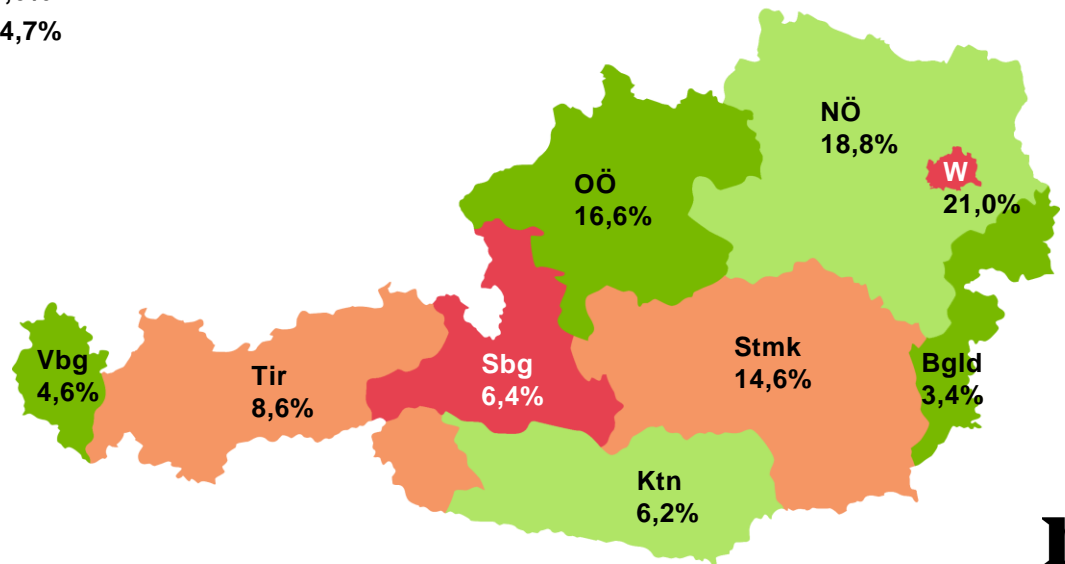 4,7%
NÖ
18,8%
W
21,0%
OÖ
16,6%
Vbg
4,6%
Tir
8,6%
Sbg
6,4%
Stmk
14,6%
Bgld
3,4%
Ktn
6,2%